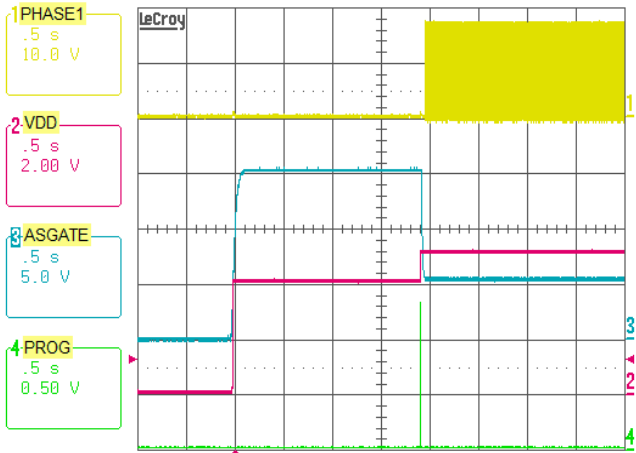 1 PHASE1
.5 s
10.0 V
LeCroy
1
2 VDD
.5 s
2.00 V
3 ASGATE
.5 s
5.0 V
3
4 PROG
.5 s
0.50 V
2
4